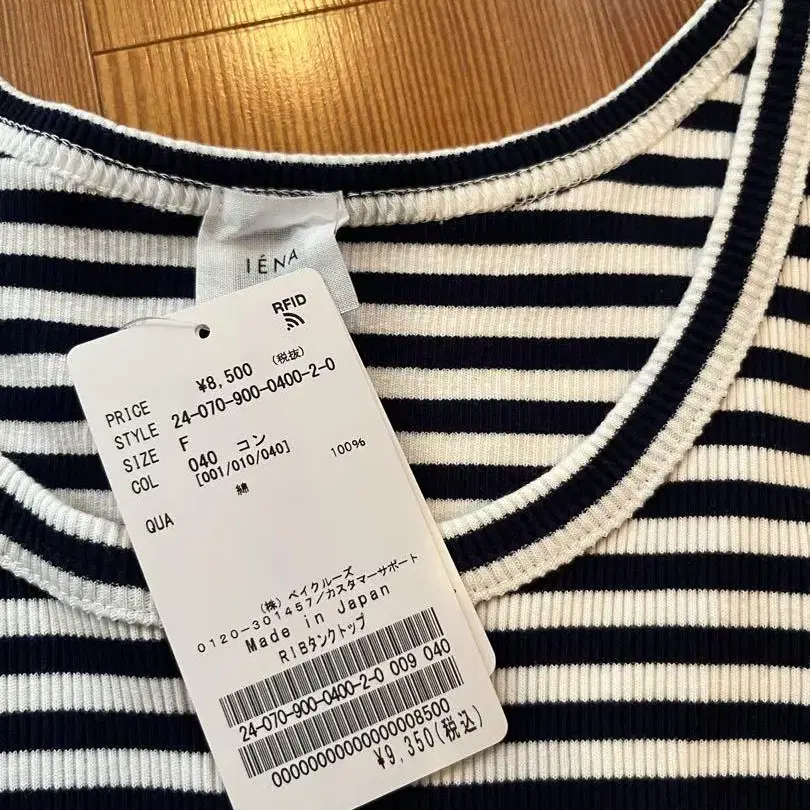 IÉNA
RFID
PRICE ¥8,500 (税抜)
STYLE 24-070-900-0400-2-0
SIZE F
COL 040 コン
[001/010/040]
QUA 綿 100%
(株) ベイクルーズ
0120-301457/カスタマーサポート
Made in Japan
RIBタンクトップ
24-070-900-0400-2-0 009 040
0000000000000000008500
¥9,350(税込)